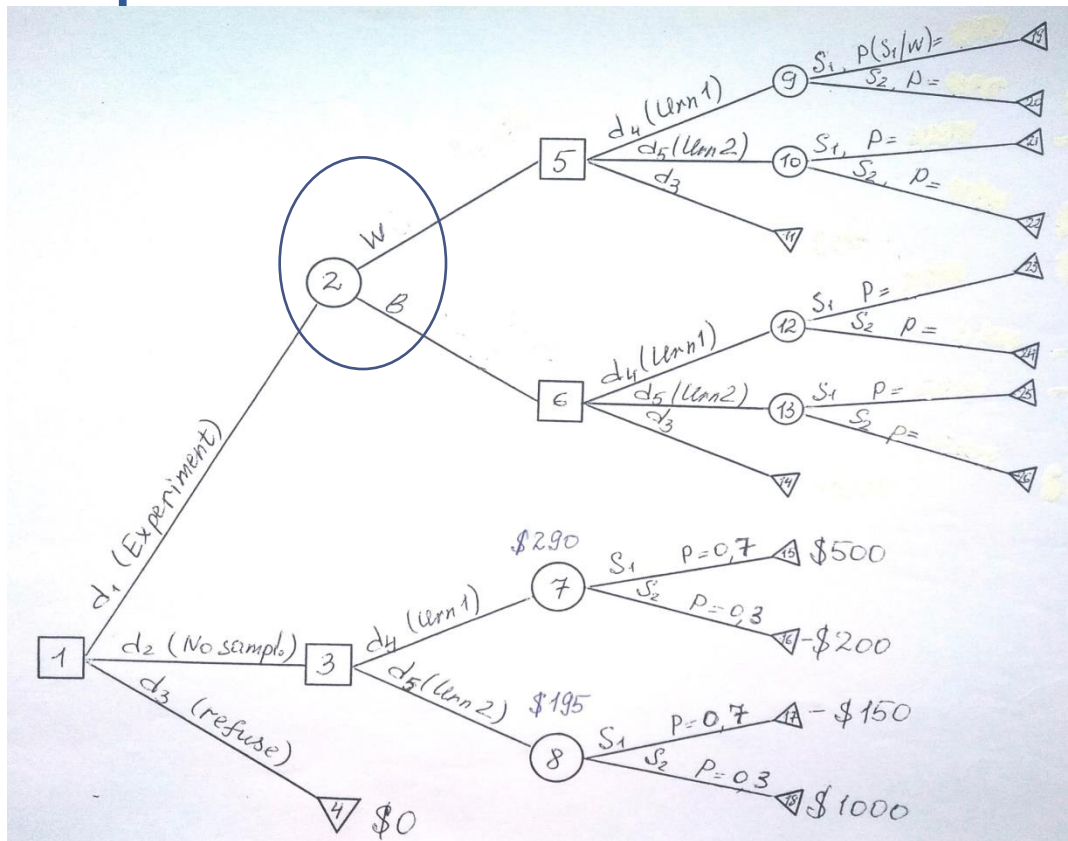 19
S1, P(S1/W)=
9
S2, P=
20
d4 (Urn1)
21
S1, P=
d5 (Urn2)
5
10
S2, P=
d3
22
11
W
2
23
S1 P=
B
12
S2 P=
d4 (Urn1)
24
d5 (Urn2)
S1 P=
25
6
13
S2 P=
d3
26
14
d1 (Experiment)
$290
S1 P=0,7
15
$500
7
S2 P=0,3
d4 (Urn1)
16
-$200
1
d2 (No sampl.)
3
d5 (Urn2)
$195
S1 P=0,7
17
- $150
d3 (refuse)
8
S2 P=0,3
18
$1000
4
$0